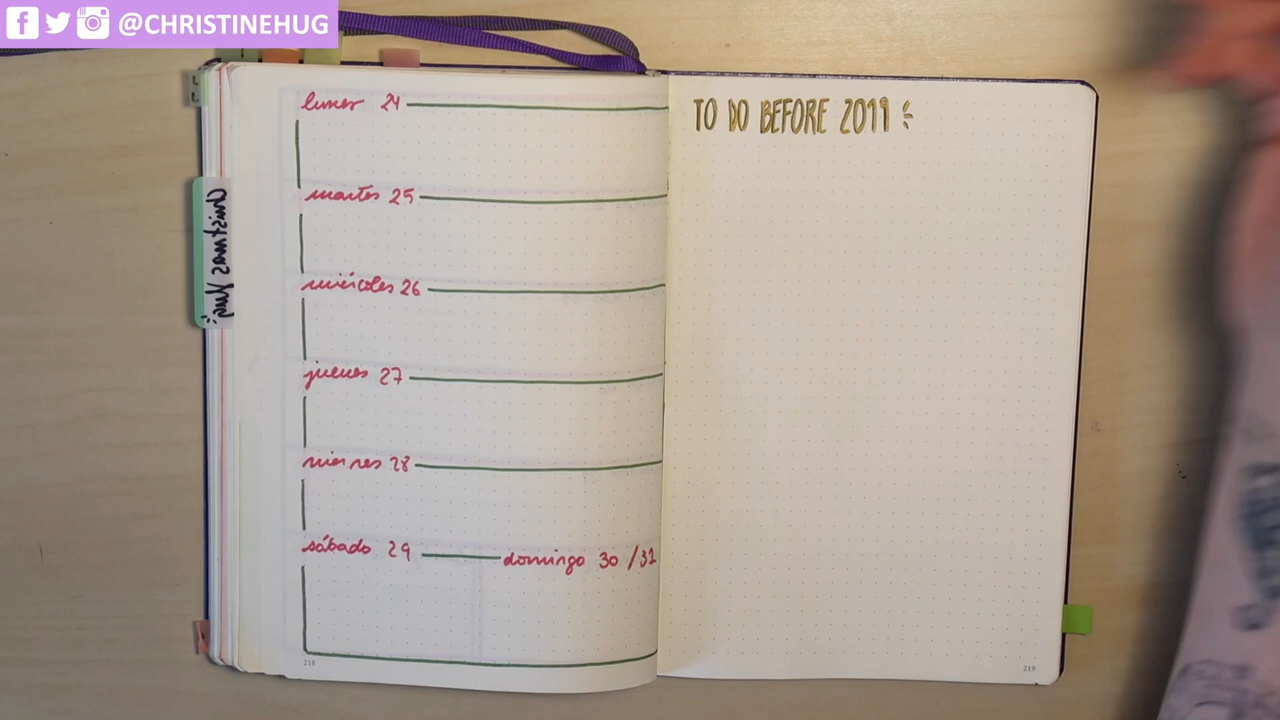 @CHRISTINEHUG
lunes 24
martes 25
miércoles 26
jueves 27
viernes 28
sábado 29
domingo 30 / 31
218
TO DO BEFORE 2019
219